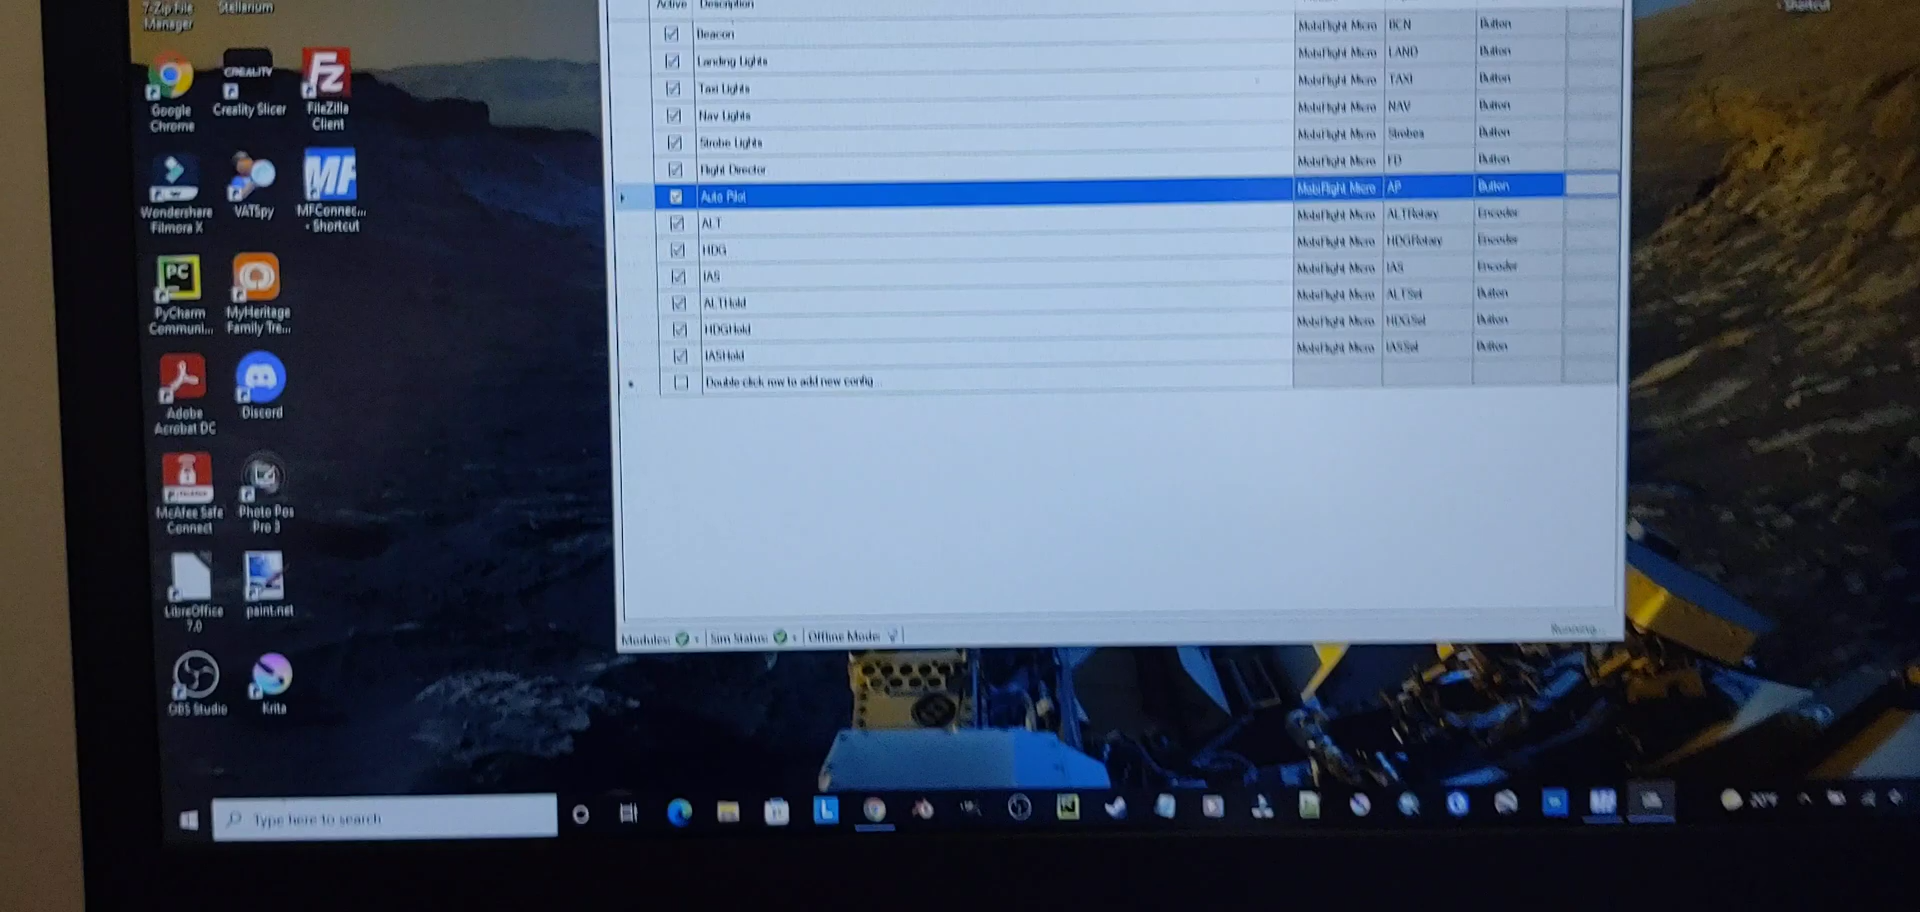 7-Zip File
Manager
Stellarium
Google
Chrome
CREALITY
Creality Slicer
FileZilla
Client
Wondershare
Filmora X
VATSpy
MF
MFConnec...
- Shortcut
PC
PyCharm
Communi...
MyHeritage
Family Tre...
Adobe
Acrobat DC
Discord
McAfee Safe
Connect
Photo Pos
Pro 3
LibreOffice
7.0
paint.net
OBS Studio
Krita
Active Description
Beacon MobiFlight Micro BCN Button
Landing Lights MobiFlight Micro LAND Button
Taxi Lights MobiFlight Micro TAXI Button
Nav Lights MobiFlight Micro NAV Button
Strobe Lights MobiFlight Micro Strobes Button
Flight Director MobiFlight Micro FD Button
Auto Pilot MobiFlight Micro AP Button
ALT MobiFlight Micro ALTRotary Encoder
HDG MobiFlight Micro HDGRotary Encoder
IAS MobiFlight Micro IAS Encoder
ALTHold MobiFlight Micro ALTSel Button
HDGHold MobiFlight Micro HDGSel Button
IASHold MobiFlight Micro IASSel Button
Double click row to add new config
Modules: Sim Status: Offline Mode:
Running...
Shortcut
Type here to search